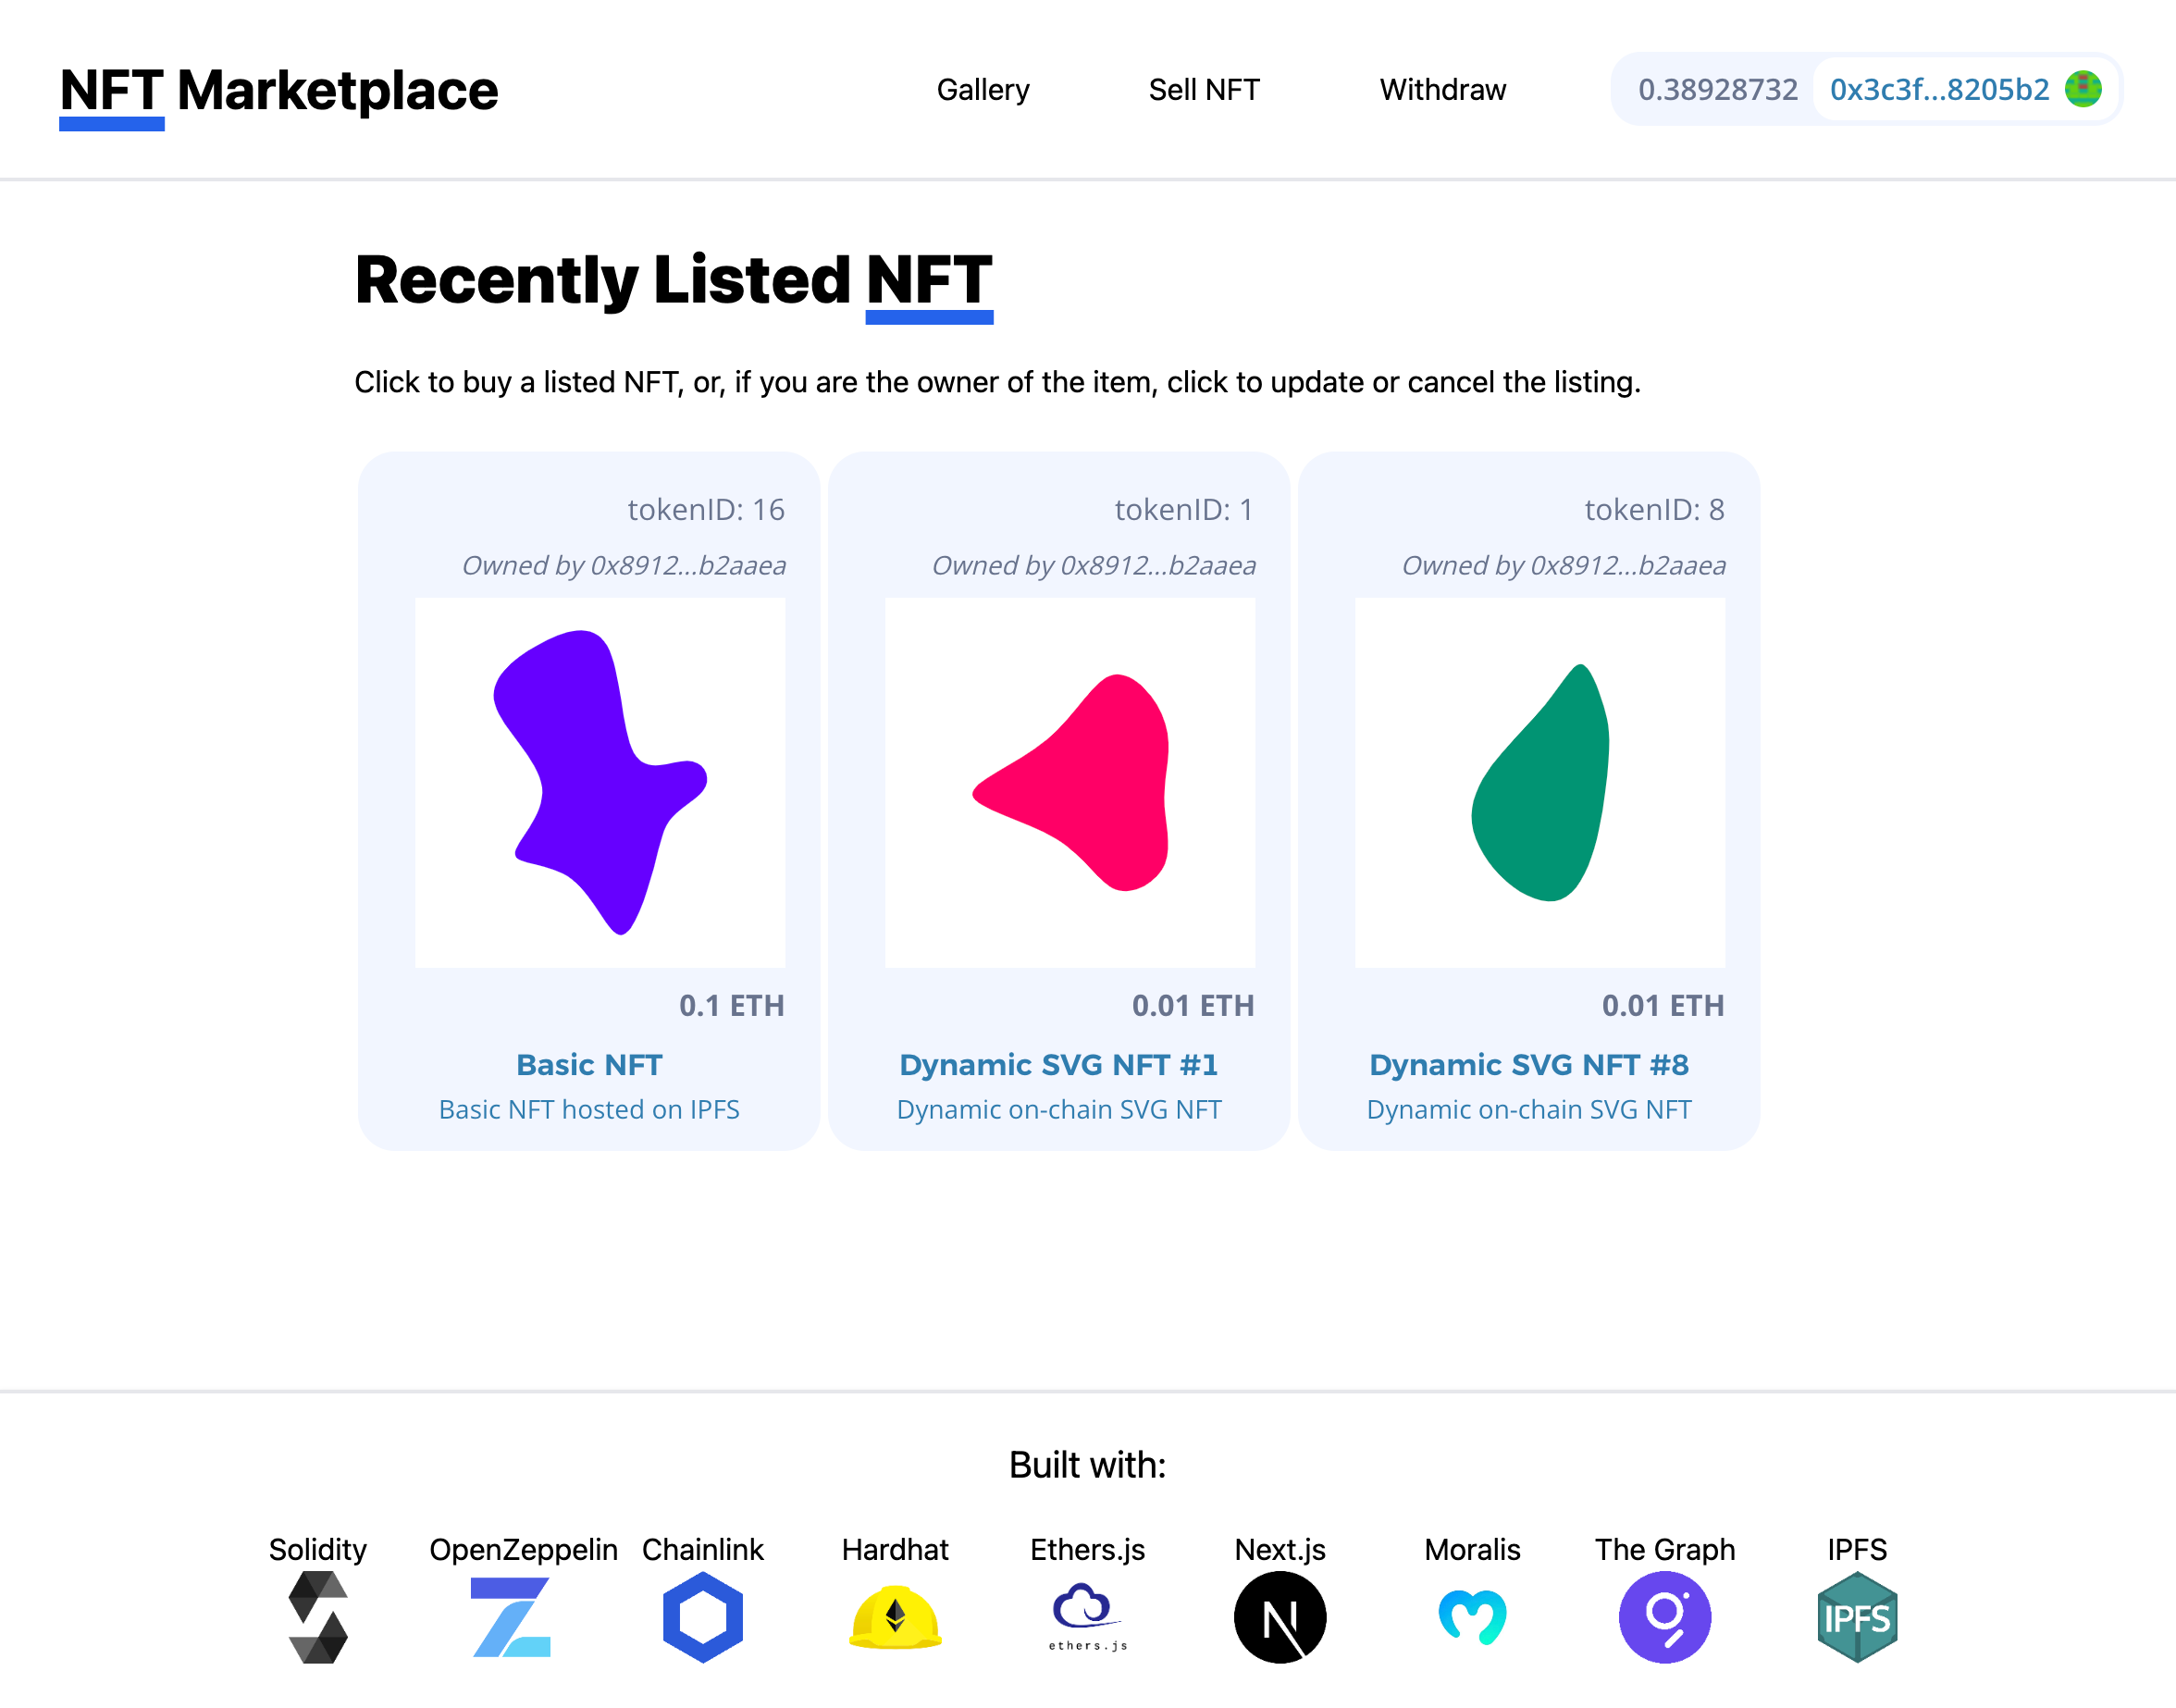 NFT Marketplace
Gallery
Sell NFT
Withdraw
0.38928732
0x3c3f...8205b2
Recently Listed NFT
Click to buy a listed NFT, or, if you are the owner of the item, click to update or cancel the listing.
tokenID: 16
Owned by 0x8912...b2aaea
0.1 ETH
Basic NFT
Basic NFT hosted on IPFS
tokenID: 1
Owned by 0x8912...b2aaea
0.01 ETH
Dynamic SVG NFT #1
Dynamic on-chain SVG NFT
tokenID: 8
Owned by 0x8912...b2aaea
0.01 ETH
Dynamic SVG NFT #8
Dynamic on-chain SVG NFT
Built with:
Solidity
OpenZeppelin
Chainlink
Hardhat
Ethers.js
ethers.js
Next.js
N
Moralis
The Graph
IPFS
IPFS